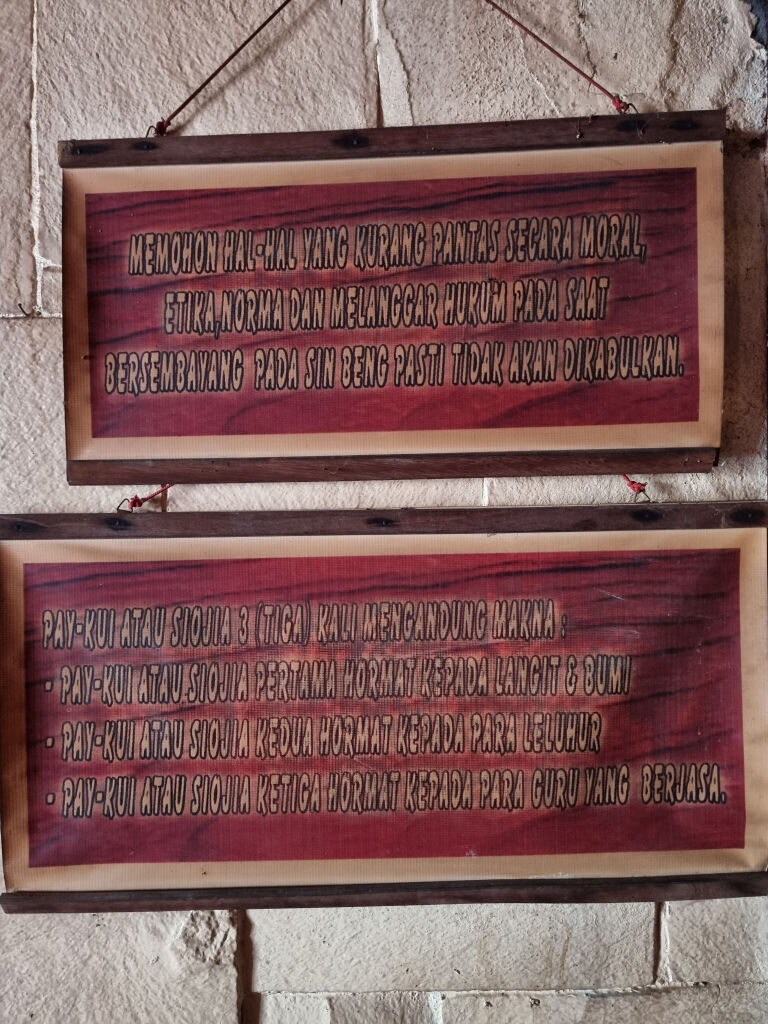 MEMOHON HAL-HAL YANG KURANG PANTAS SECARA MORAL,
ETIKA,NORMA DAN MELANGGAR HUKUM PADA SAAT
BERSEMBAYANG PADA SIN BENG PASTI TIDAK AKAN DIKABULKAN.
PAY-KUI ATAU SIOJIA 3 (TIGA) KALI MENGANDUNG MAKNA :
- PAY-KUI ATAU SIOJIA PERTAMA HORMAT KEPADA LANGIT & BUMI
- PAY-KUI ATAU SIOJIA KEDUA HORMAT KEPADA PARA LELUHUR
- PAY-KUI ATAU SIOJIA KETIGA HORMAT KEPADA PARA GURU YANG BERJASA.